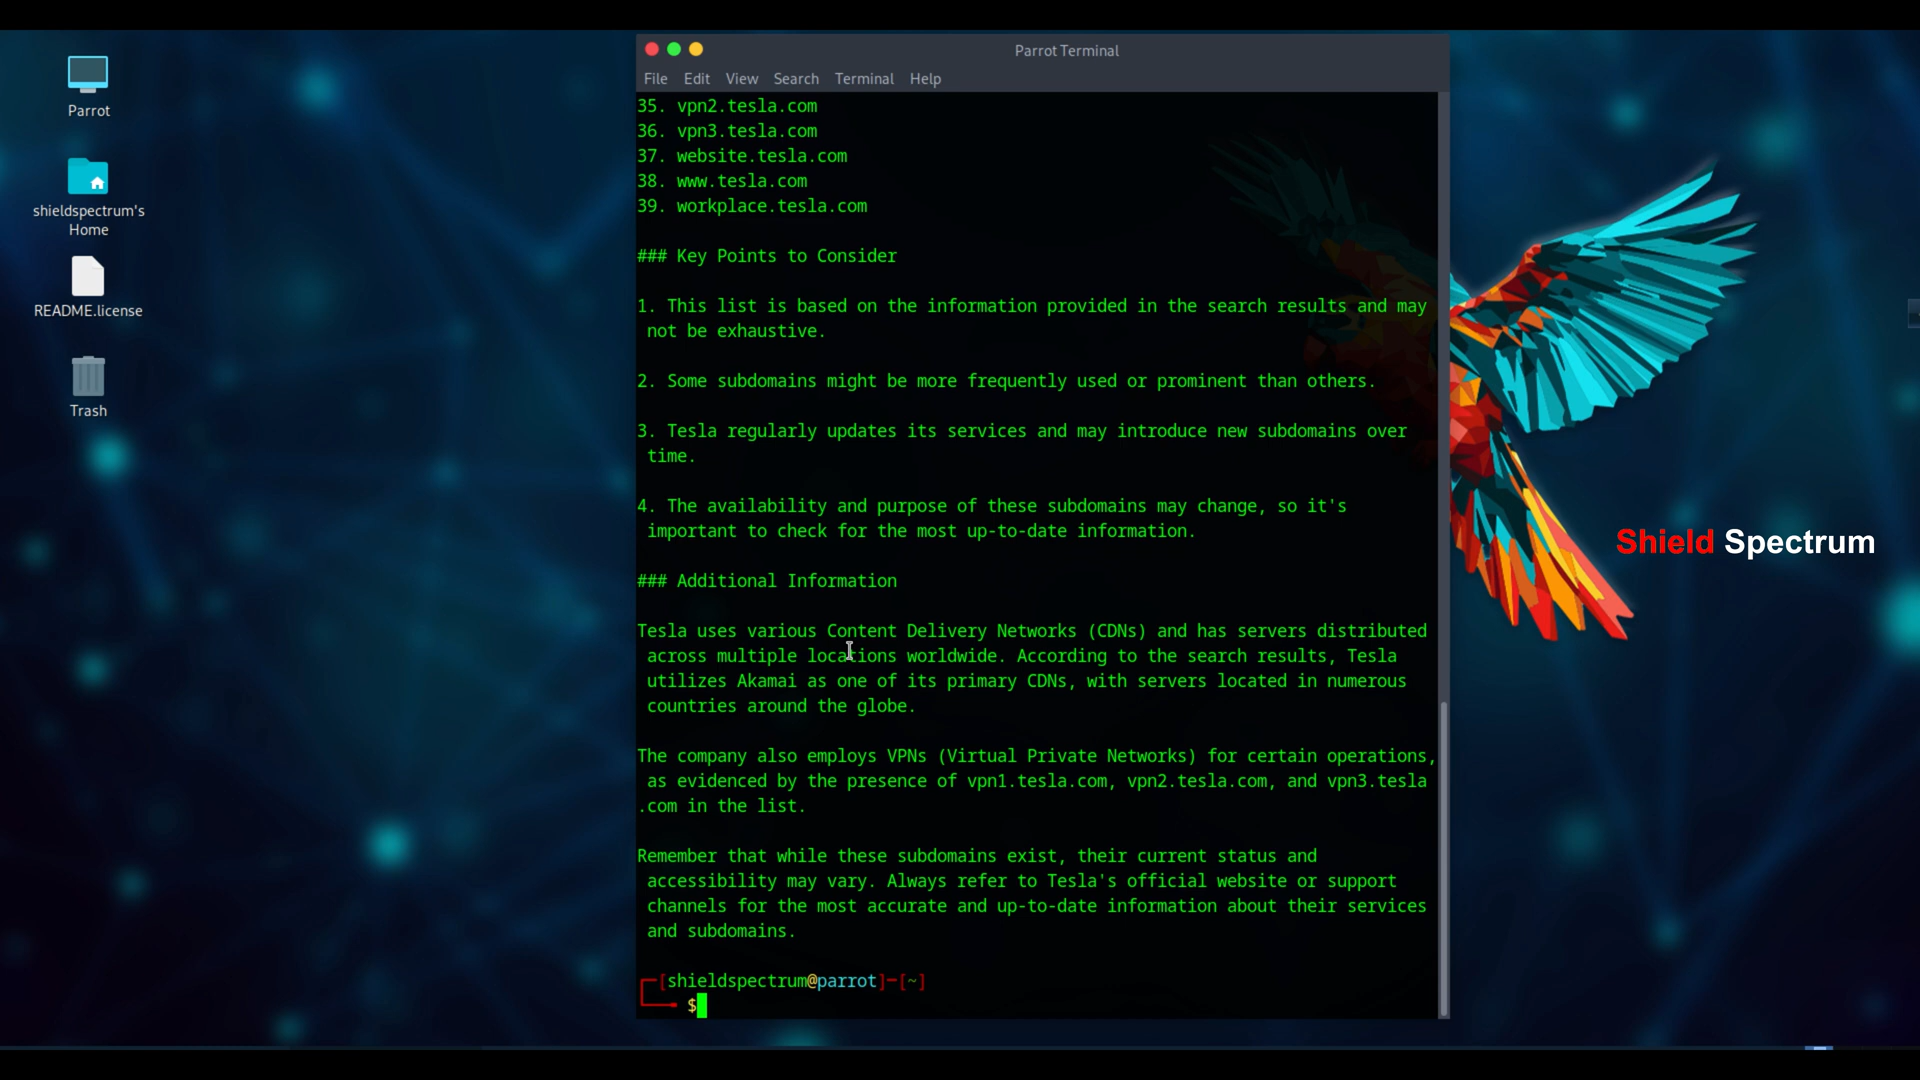 Parrot Terminal
File Edit View Search Terminal Help
Parrot
shieldspectrum's
Home
README.license
Trash
35. vpn2.tesla.com
36. vpn3.tesla.com
37. website.tesla.com
38. www.tesla.com
39. workplace.tesla.com
### Key Points to Consider
1. This list is based on the information provided in the search results and may
not be exhaustive.
2. Some subdomains might be more frequently used or prominent than others.
3. Tesla regularly updates its services and may introduce new subdomains over
time.
4. The availability and purpose of these subdomains may change, so it's
important to check for the most up-to-date information.
### Additional Information
Tesla uses various Content Delivery Networks (CDNs) and has servers distributed
across multiple locations worldwide. According to the search results, Tesla
utilizes Akamai as one of its primary CDNs, with servers located in numerous
countries around the globe.
The company also employs VPNs (Virtual Private Networks) for certain operations,
as evidenced by the presence of vpn1.tesla.com, vpn2.tesla.com, and vpn3.tesla
.com in the list.
Remember that while these subdomains exist, their current status and
accessibility may vary. Always refer to Tesla's official website or support
channels for the most accurate and up-to-date information about their services
and subdomains.
┌─[shieldspectrum@parrot]─[~]
└──╼ $
Shield Spectrum